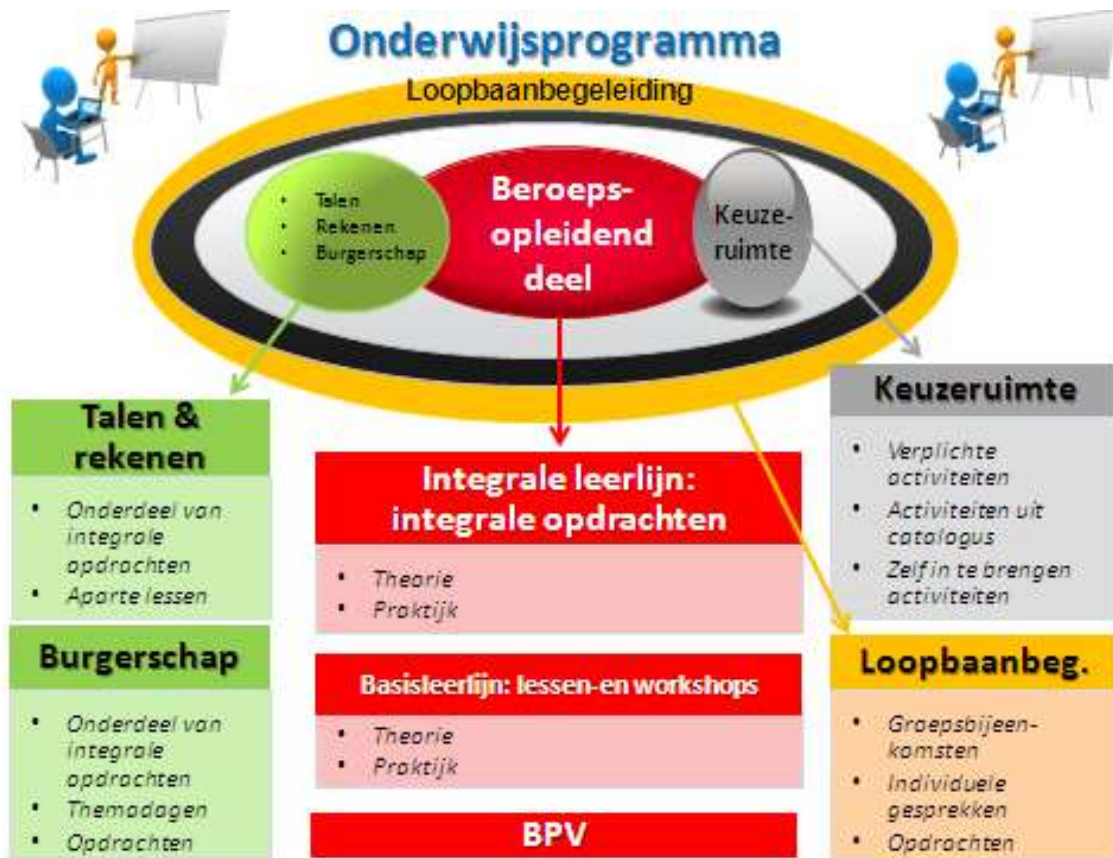 Onderwijsprogramma
Loopbaanbegeleiding
• Talen
• Rekenen
• Burgerschap
Beroeps-
opleidend
deel
Keuze-
ruimte
Talen &
rekenen
• Onderdeel van
integrale
opdrachten
• Aparte lessen
Burgerschap
• Onderdeel van
integrale
opdrachten
• Themadagen
• Opdrachten
Integrale leerlijn:
integrale opdrachten
• Theorie
• Praktijk
Basisleerlijn: lessen-en workshops
• Theorie
• Praktijk
BPV
Keuzeruimte
• Verplichte
activiteiten
• Activiteiten uit
catalogus
• Zelf in te brengen
activiteiten
Loopbaanbeg.
• Groepsbijeen-
komsten
• Individuele
gesprekken
• Opdrachten